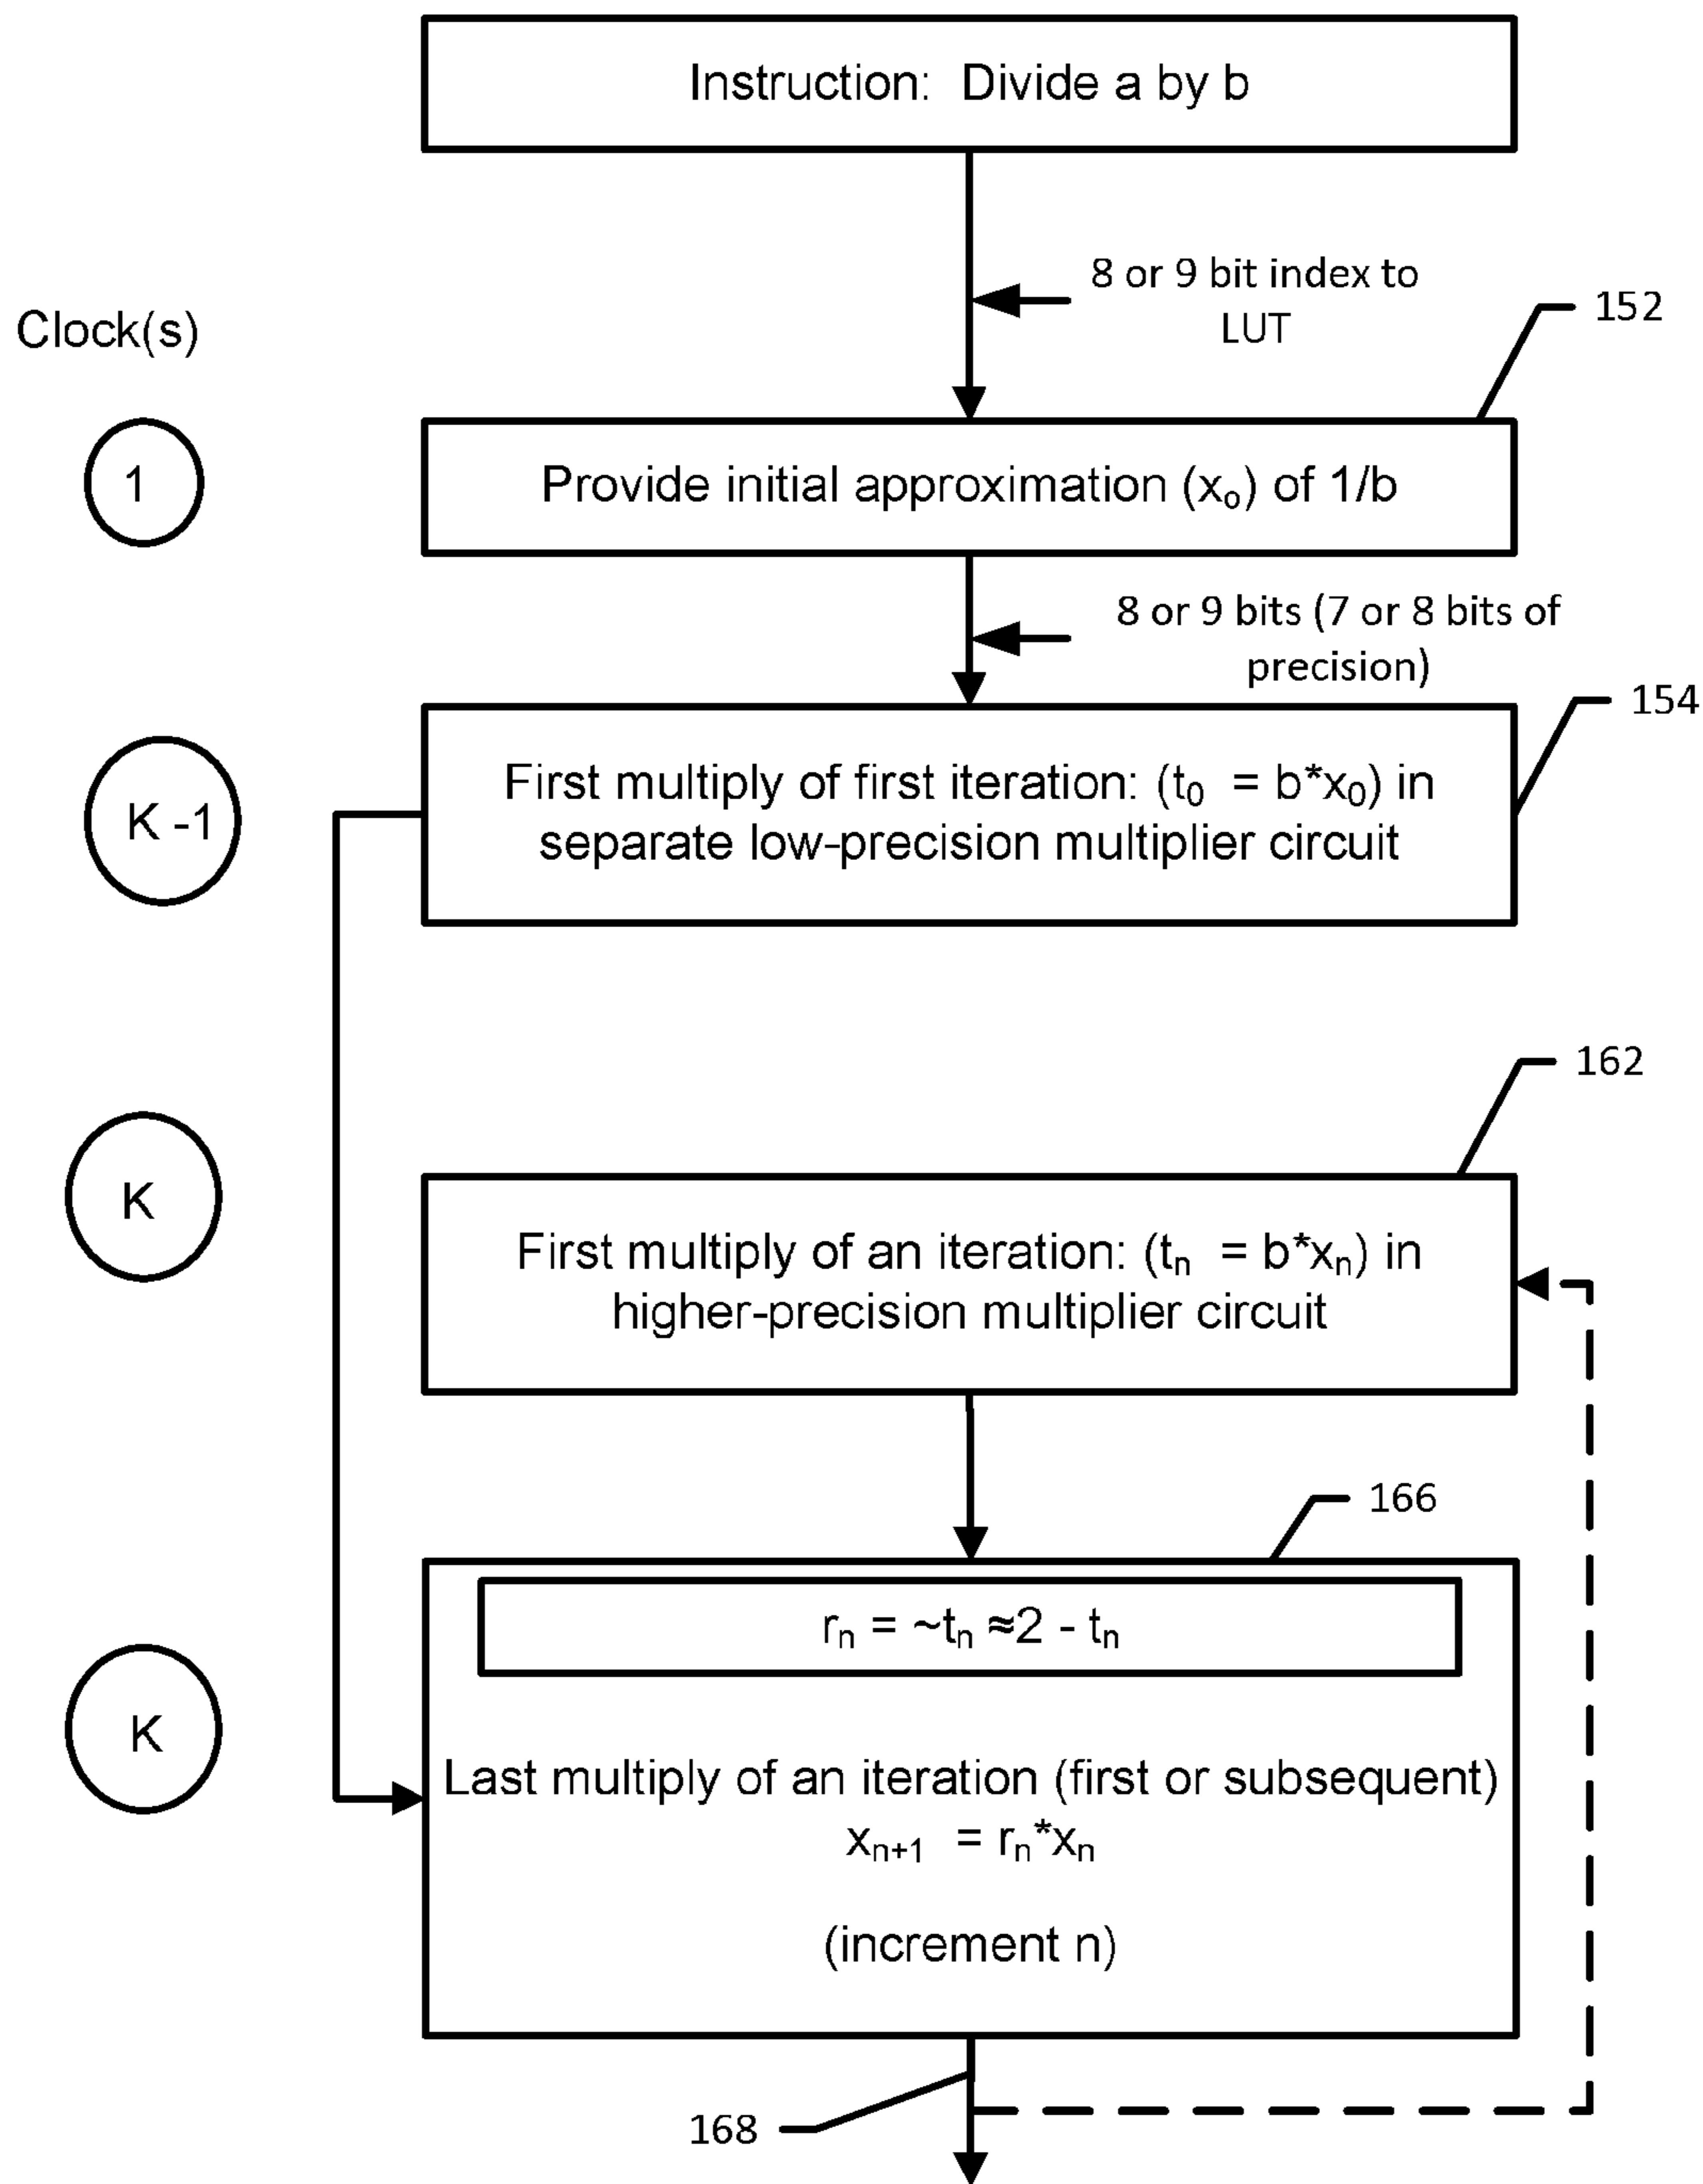 Instruction: Divide a by b
8 or 9 bit index to
LUT
152
Clock(s)
1
Provide initial approximation (xₒ) of 1/b
8 or 9 bits (7 or 8 bits of
precision)
154
K -1
First multiply of first iteration: (t₀ = b*x₀) in
separate low-precision multiplier circuit
162
K
First multiply of an iteration: (tₙ = b*xₙ) in
higher-precision multiplier circuit
166
rₙ = ~tₙ ≈2 - tₙ
K
Last multiply of an iteration (first or subsequent)
xₙ₊₁ = rₙ*xₙ
(increment n)
168